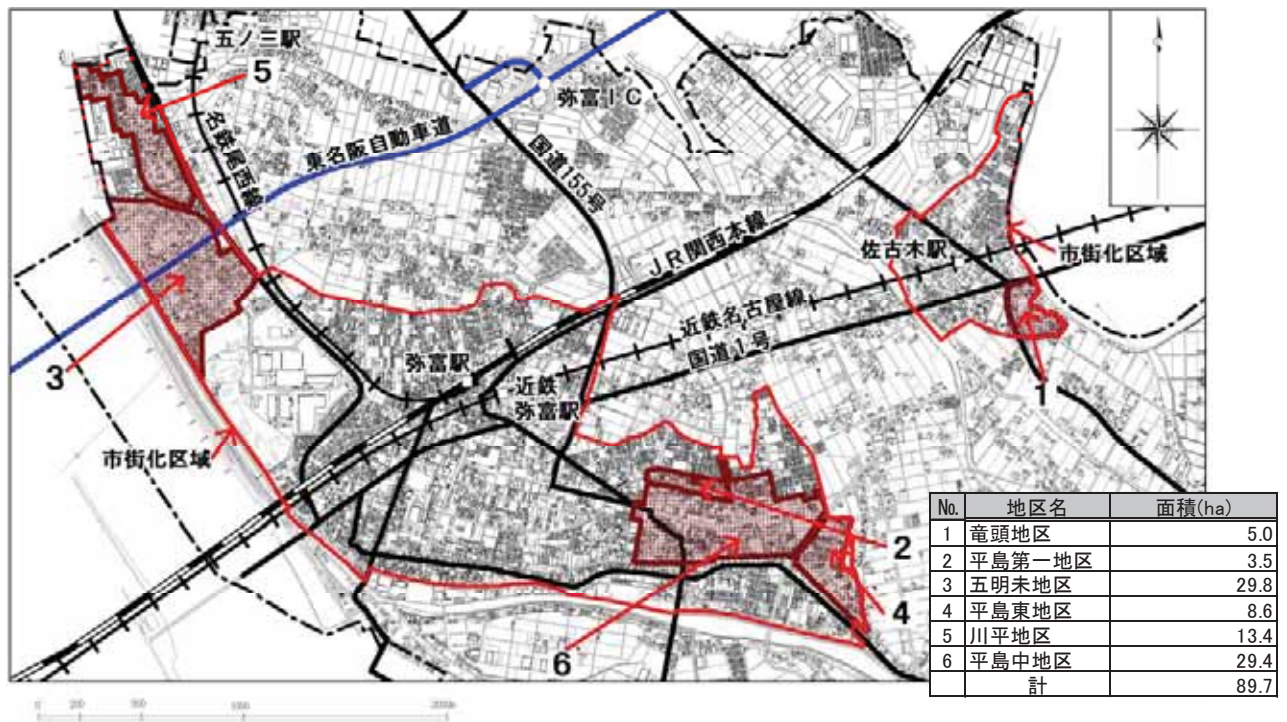 五ノ三駅
5
名鉄尾西線
東名阪自動車道
弥富IC
国道155号
JR関西本線
佐古木駅
市街化区域
近鉄名古屋線
国道1号
3
弥富駅
近鉄
弥富駅
1
市街化区域
2
4
6
No. 地区名 面積(ha)
1 竜頭地区 5.0
2 平島第一地区 3.5
3 五明未地区 29.8
4 平島東地区 8.6
5 川平地区 13.4
6 平島中地区 29.4
計 89.7
0 200 500 1000 2000m